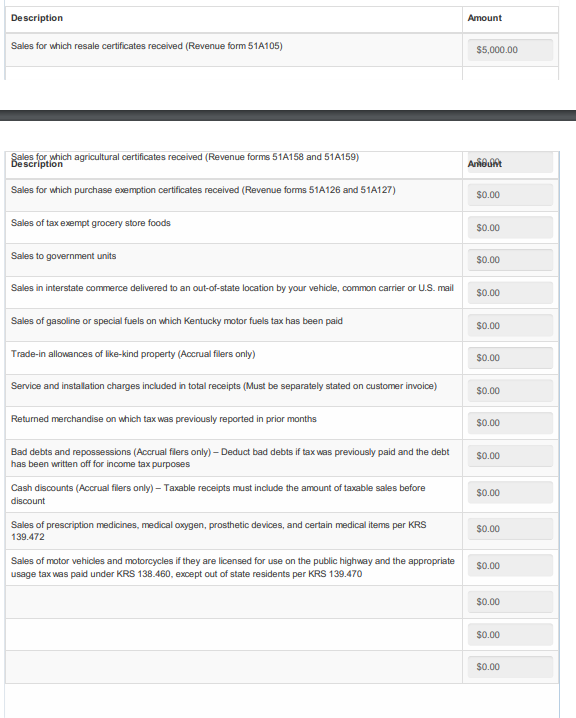 Description Amount
Sales for which resale certificates received (Revenue form 51A105) $5,000.00
Sales for which agricultural certificates received (Revenue forms 51A158 and 51A159) $0.00
Description Amount
Sales for which purchase exemption certificates received (Revenue forms 51A126 and 51A127) $0.00
Sales of tax exempt grocery store foods $0.00
Sales to government units $0.00
Sales in interstate commerce delivered to an out-of-state location by your vehicle, common carrier or U.S. mail $0.00
Sales of gasoline or special fuels on which Kentucky motor fuels tax has been paid $0.00
Trade-in allowances of like-kind property (Accrual filers only) $0.00
Service and installation charges included in total receipts (Must be separately stated on customer invoice) $0.00
Returned merchandise on which tax was previously reported in prior months $0.00
Bad debts and repossessions (Accrual filers only) – Deduct bad debts if tax was previously paid and the debt $0.00
has been written off for income tax purposes
Cash discounts (Accrual filers only) – Taxable receipts must include the amount of taxable sales before $0.00
discount
Sales of prescription medicines, medical oxygen, prosthetic devices, and certain medical items per KRS $0.00
139.472
Sales of motor vehicles and motorcycles if they are licensed for use on the public highway and the appropriate $0.00
usage tax was paid under KRS 138.460, except out of state residents per KRS 139.470
$0.00
$0.00
$0.00